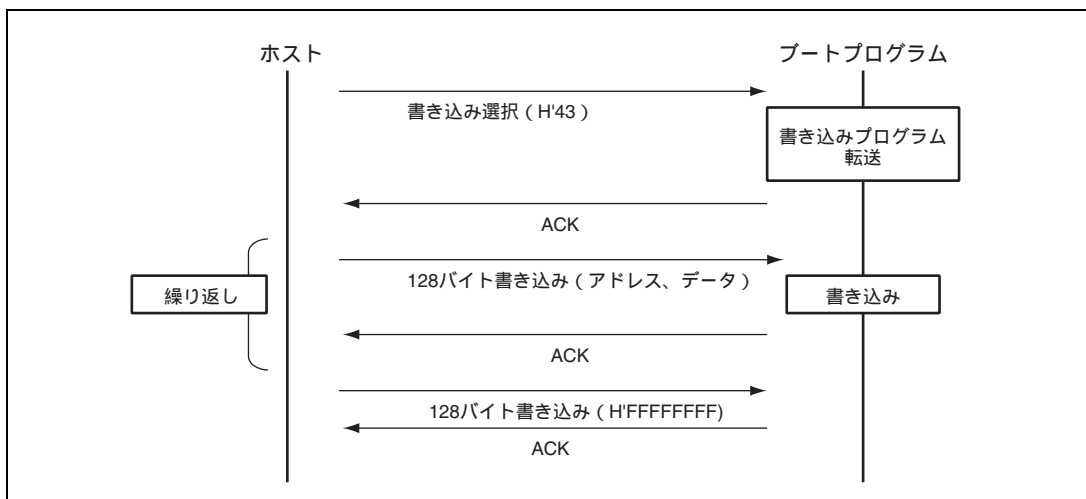 ホスト
ブートプログラム
書き込み選択（H'43）
書き込みプログラム
転送
ACK
128バイト書き込み（アドレス、データ）
繰り返し
書き込み
ACK
128バイト書き込み（H'FFFFFFFF)
ACK